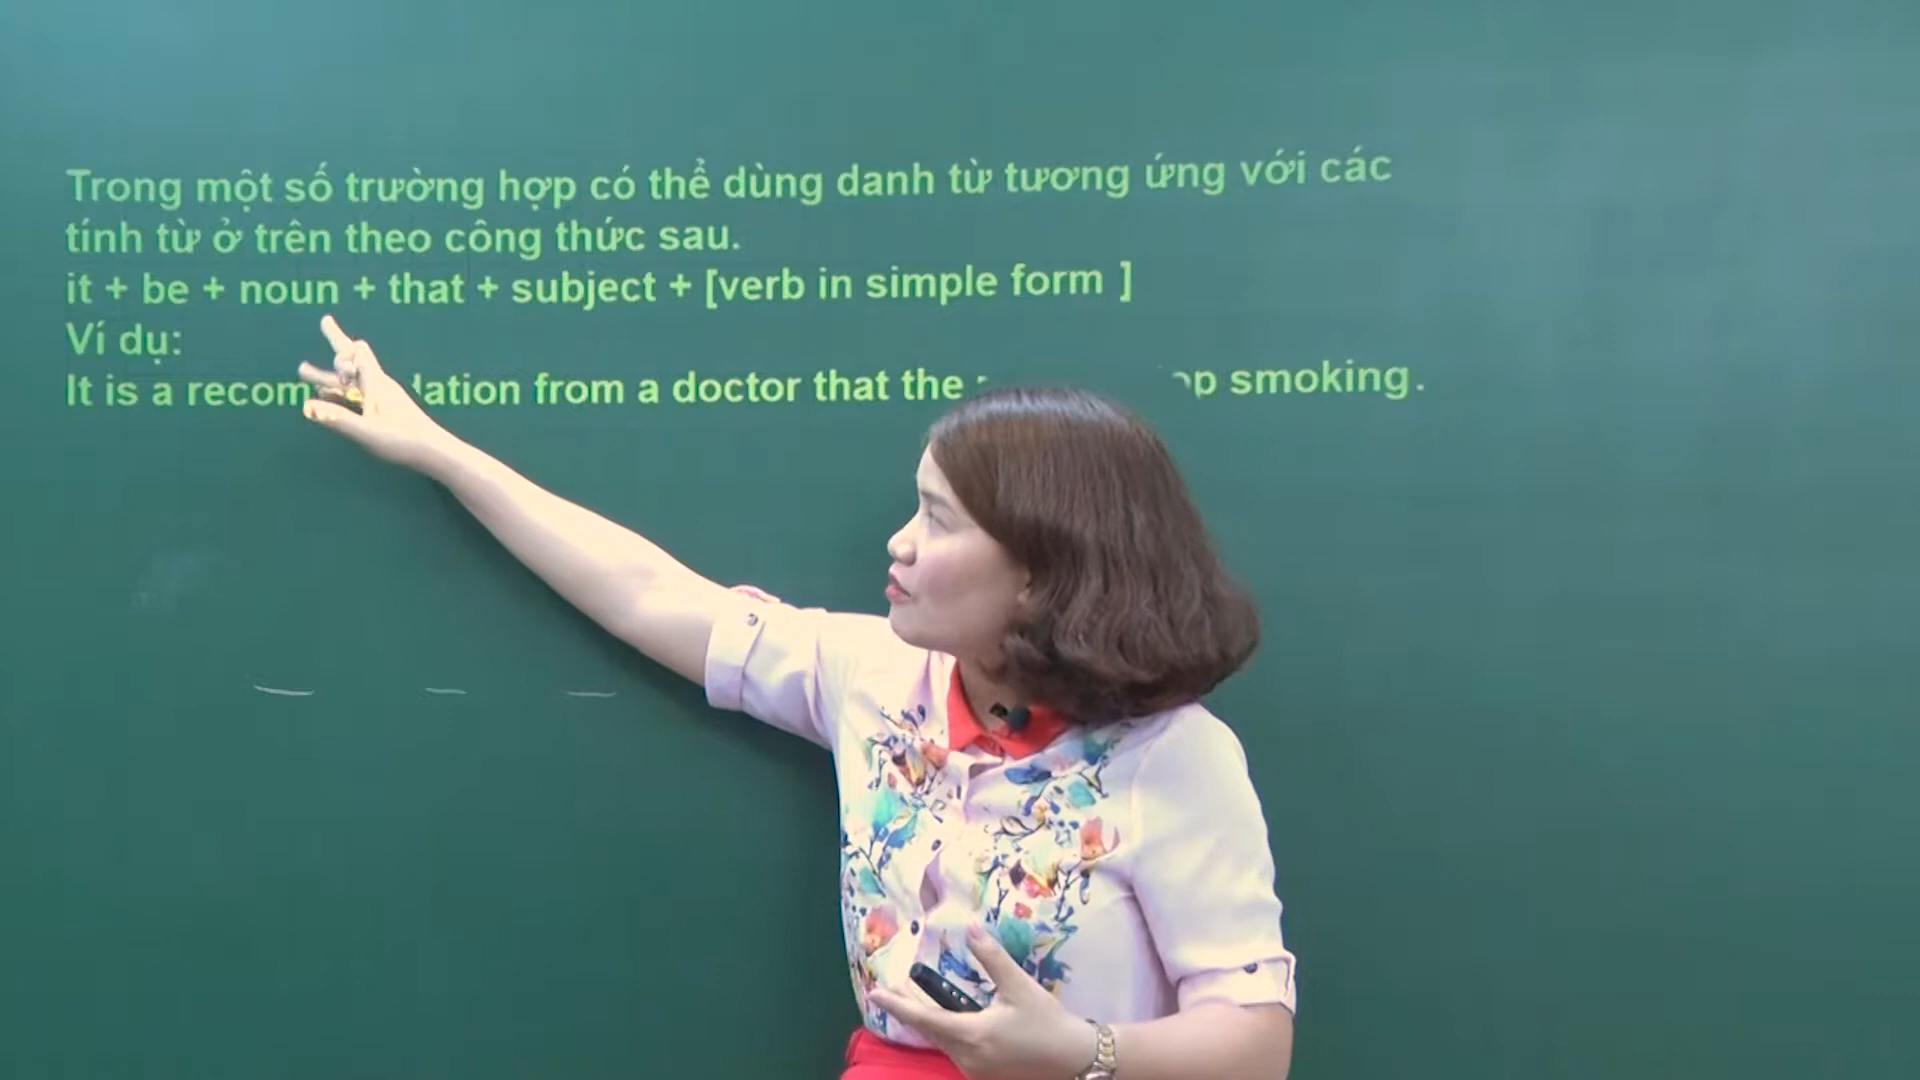 Trong một số trường hợp có thể dùng danh từ tương ứng với các
tính từ ở trên theo công thức sau.
it + be + noun + that + subject + [verb in simple form ]
Ví dụ:
It is a from a doctor that the smoking.